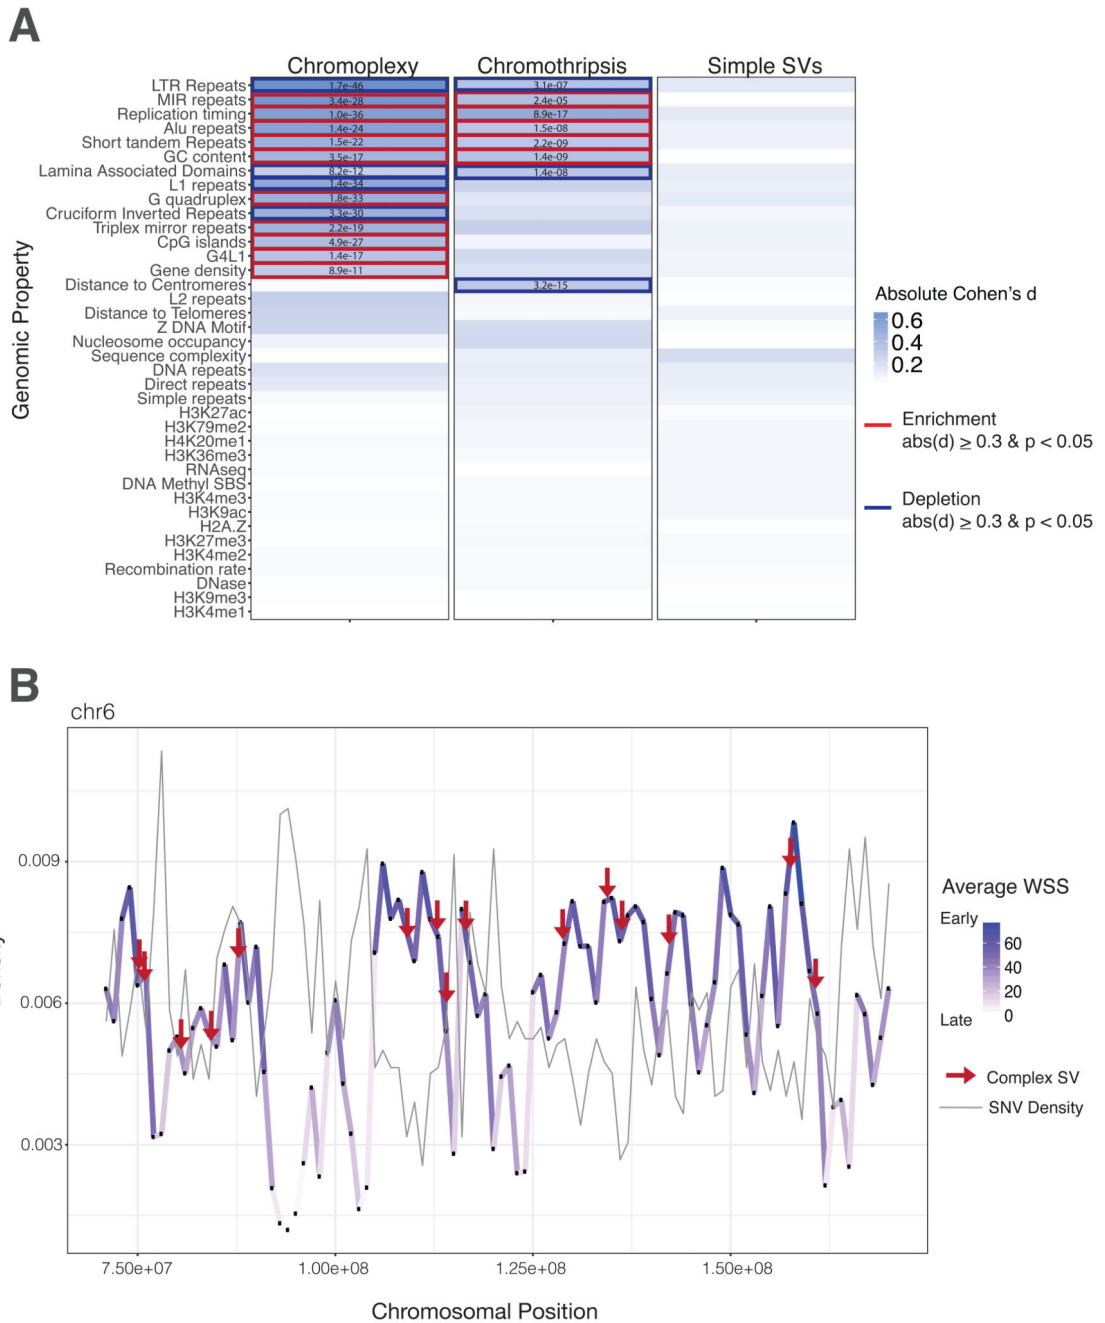 A
Chromoplexy Chromothripsis Simple SVs
Genomic Property
LTR Repeats 1.7e-46 3.1e-07
MIR repeats 3.4e-28 2.4e-05
Replication timing 1.0e-36 8.9e-17
Alu repeats 1.4e-24 1.5e-08
Short tandem Repeats 1.5e-22 2.2e-09
GC content 3.5e-17 1.4e-09
Lamina Associated Domains 8.2e-12 1.4e-08
L1 repeats 1.4e-34
G quadruplex 1.8e-33
Cruciform Inverted Repeats 3.3e-30
Triplex mirror repeats 2.2e-19
CpG islands 4.9e-27
G4L1 1.4e-17
Gene density 8.9e-11
Distance to Centromeres 3.2e-15
L2 repeats
Distance to Telomeres
Z DNA Motif
Nucleosome occupancy
Sequence complexity
DNA repeats
Direct repeats
Simple repeats
H3K27ac
H3K79me2
H4K20me1
H3K36me3
RNAseq
DNA Methyl SBS
H3K4me3
H3K9ac
H2A.Z
H3K27me3
H3K4me2
Recombination rate
DNase
H3K9me3
H3K4me1
Absolute Cohen's d
0.6
0.4
0.2
Enrichment
abs(d) ≥ 0.3 & p < 0.05
Depletion
abs(d) ≥ 0.3 & p < 0.05
B
chr6
0.009
0.006
0.003
7.50e+07 1.00e+08 1.25e+08 1.50e+08
Chromosomal Position
Average WSS
Early
60
40
20
0
Late
Complex SV
SNV Density